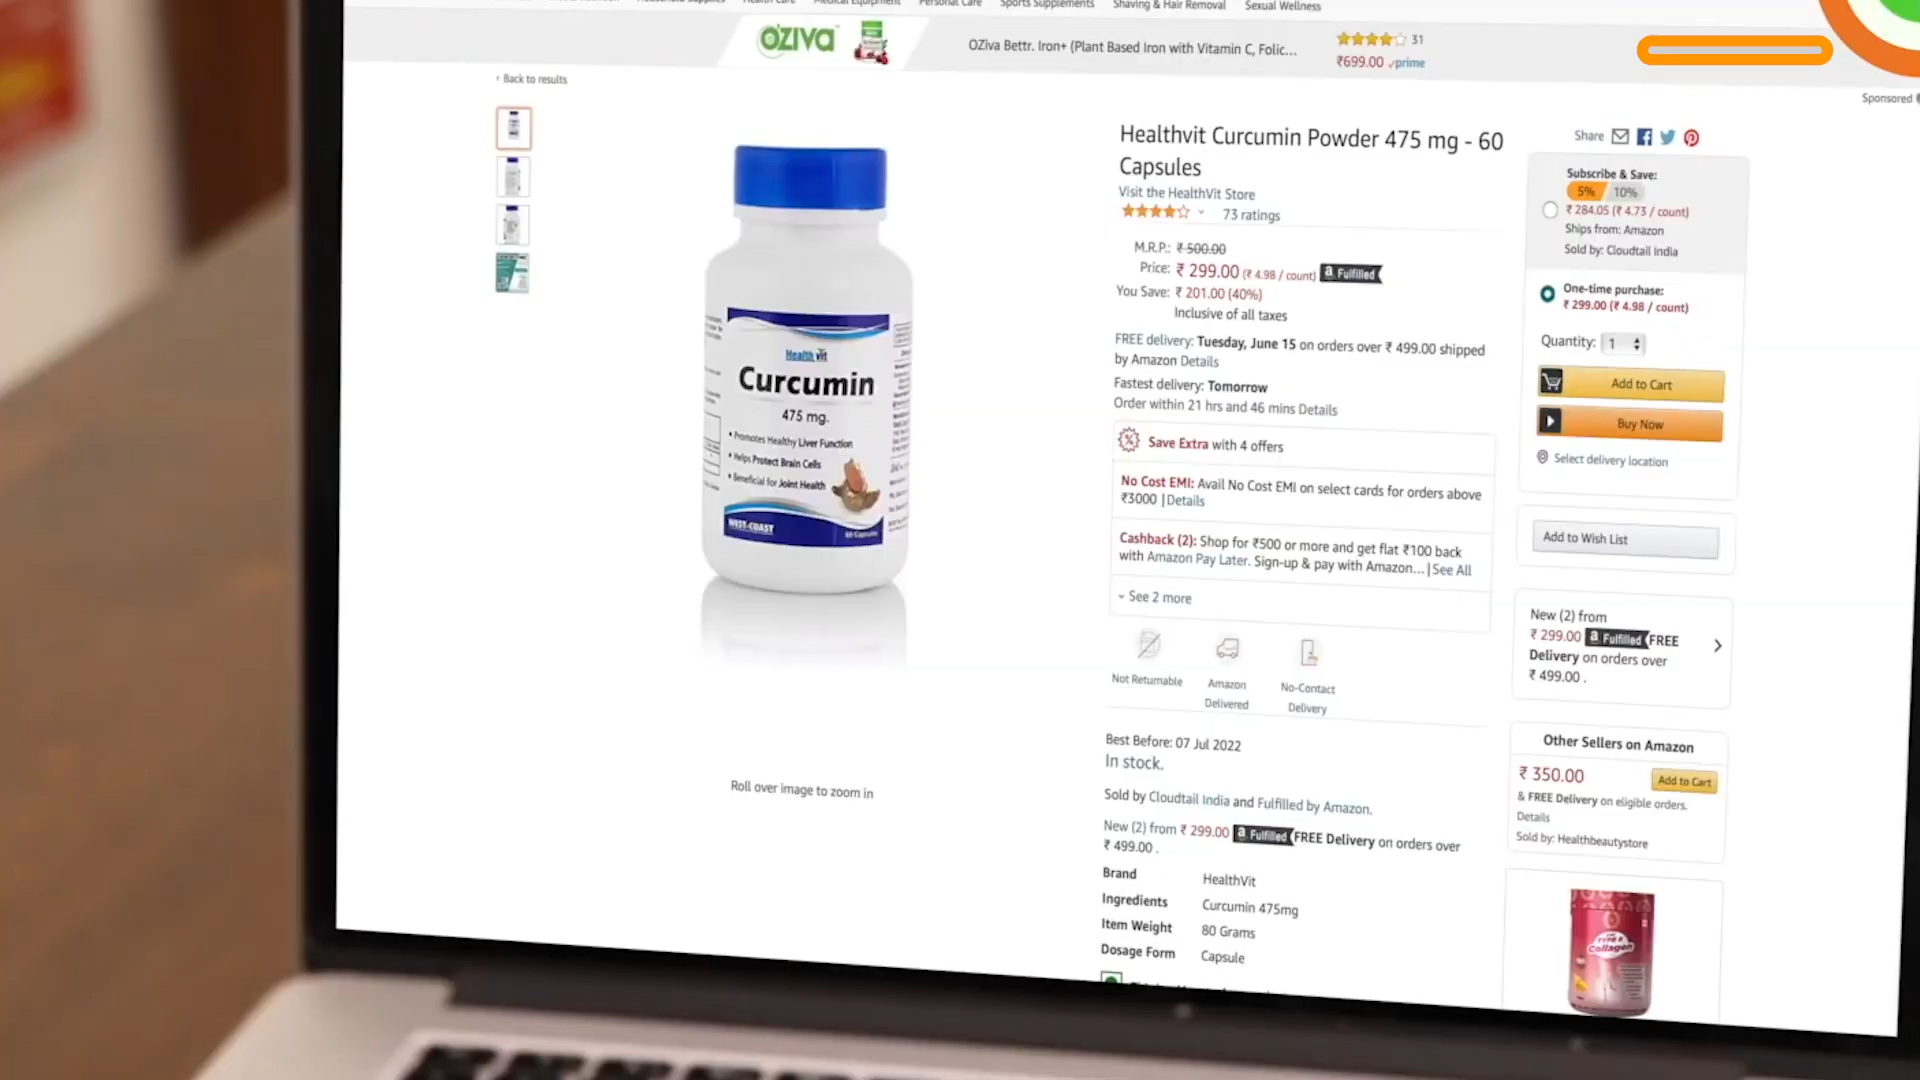 Health Care
Medical Equipment
Personal Care
Sports Supplements
Shaving & Hair Removal
Sexual Wellness
OZIVA
OZiva Bettr. Iron+ (Plant Based Iron with Vitamin C, Folic...
31
₹699.00 prime
Sponsored
‹ Back to results
Healthvit Curcumin Powder 475 mg - 60
Capsules
Visit the HealthVit Store
73 ratings
M.R.P.: ₹ 500.00
Price: ₹ 299.00 (₹ 4.98 / count) a Fulfilled
You Save: ₹ 201.00 (40%)
Inclusive of all taxes
FREE delivery: Tuesday, June 15 on orders over ₹ 499.00 shipped
by Amazon Details
Fastest delivery: Tomorrow
Order within 21 hrs and 46 mins Details
Save Extra with 4 offers
No Cost EMI: Avail No Cost EMI on select cards for orders above
₹3000 |Details
Cashback (2): Shop for ₹500 or more and get flat ₹100 back
with Amazon Pay Later. Sign-up & pay with Amazon... |See All
See 2 more
Not Returnable
Amazon
Delivered
No-Contact
Delivery
Best Before: 07 Jul 2022
In stock.
Sold by Cloudtail India and Fulfilled by Amazon.
New (2) from ₹ 299.00 a Fulfilled FREE Delivery on orders over
₹ 499.00 .
Brand HealthVit
Ingredients Curcumin 475mg
Item Weight 80 Grams
Dosage Form Capsule
Health vit
Curcumin
475 mg.
• Promotes Healthy Liver Function
• Helps Protect Brain Cells
• Beneficial for Joint Health
WEST-COAST
60 Capsules
Roll over image to zoom in
Share
Subscribe & Save:
5% 10%
₹ 284.05 (₹ 4.73 / count)
Ships from: Amazon
Sold by: Cloudtail India
One-time purchase:
₹ 299.00 (₹ 4.98 / count)
Quantity: 1
Add to Cart
Buy Now
Select delivery location
Add to Wish List
New (2) from
₹ 299.00 a Fulfilled FREE
Delivery on orders over
₹ 499.00 .
Other Sellers on Amazon
₹ 350.00
Add to Cart
& FREE Delivery on eligible orders.
Details
Sold by: Healthbeautystore
Collagen